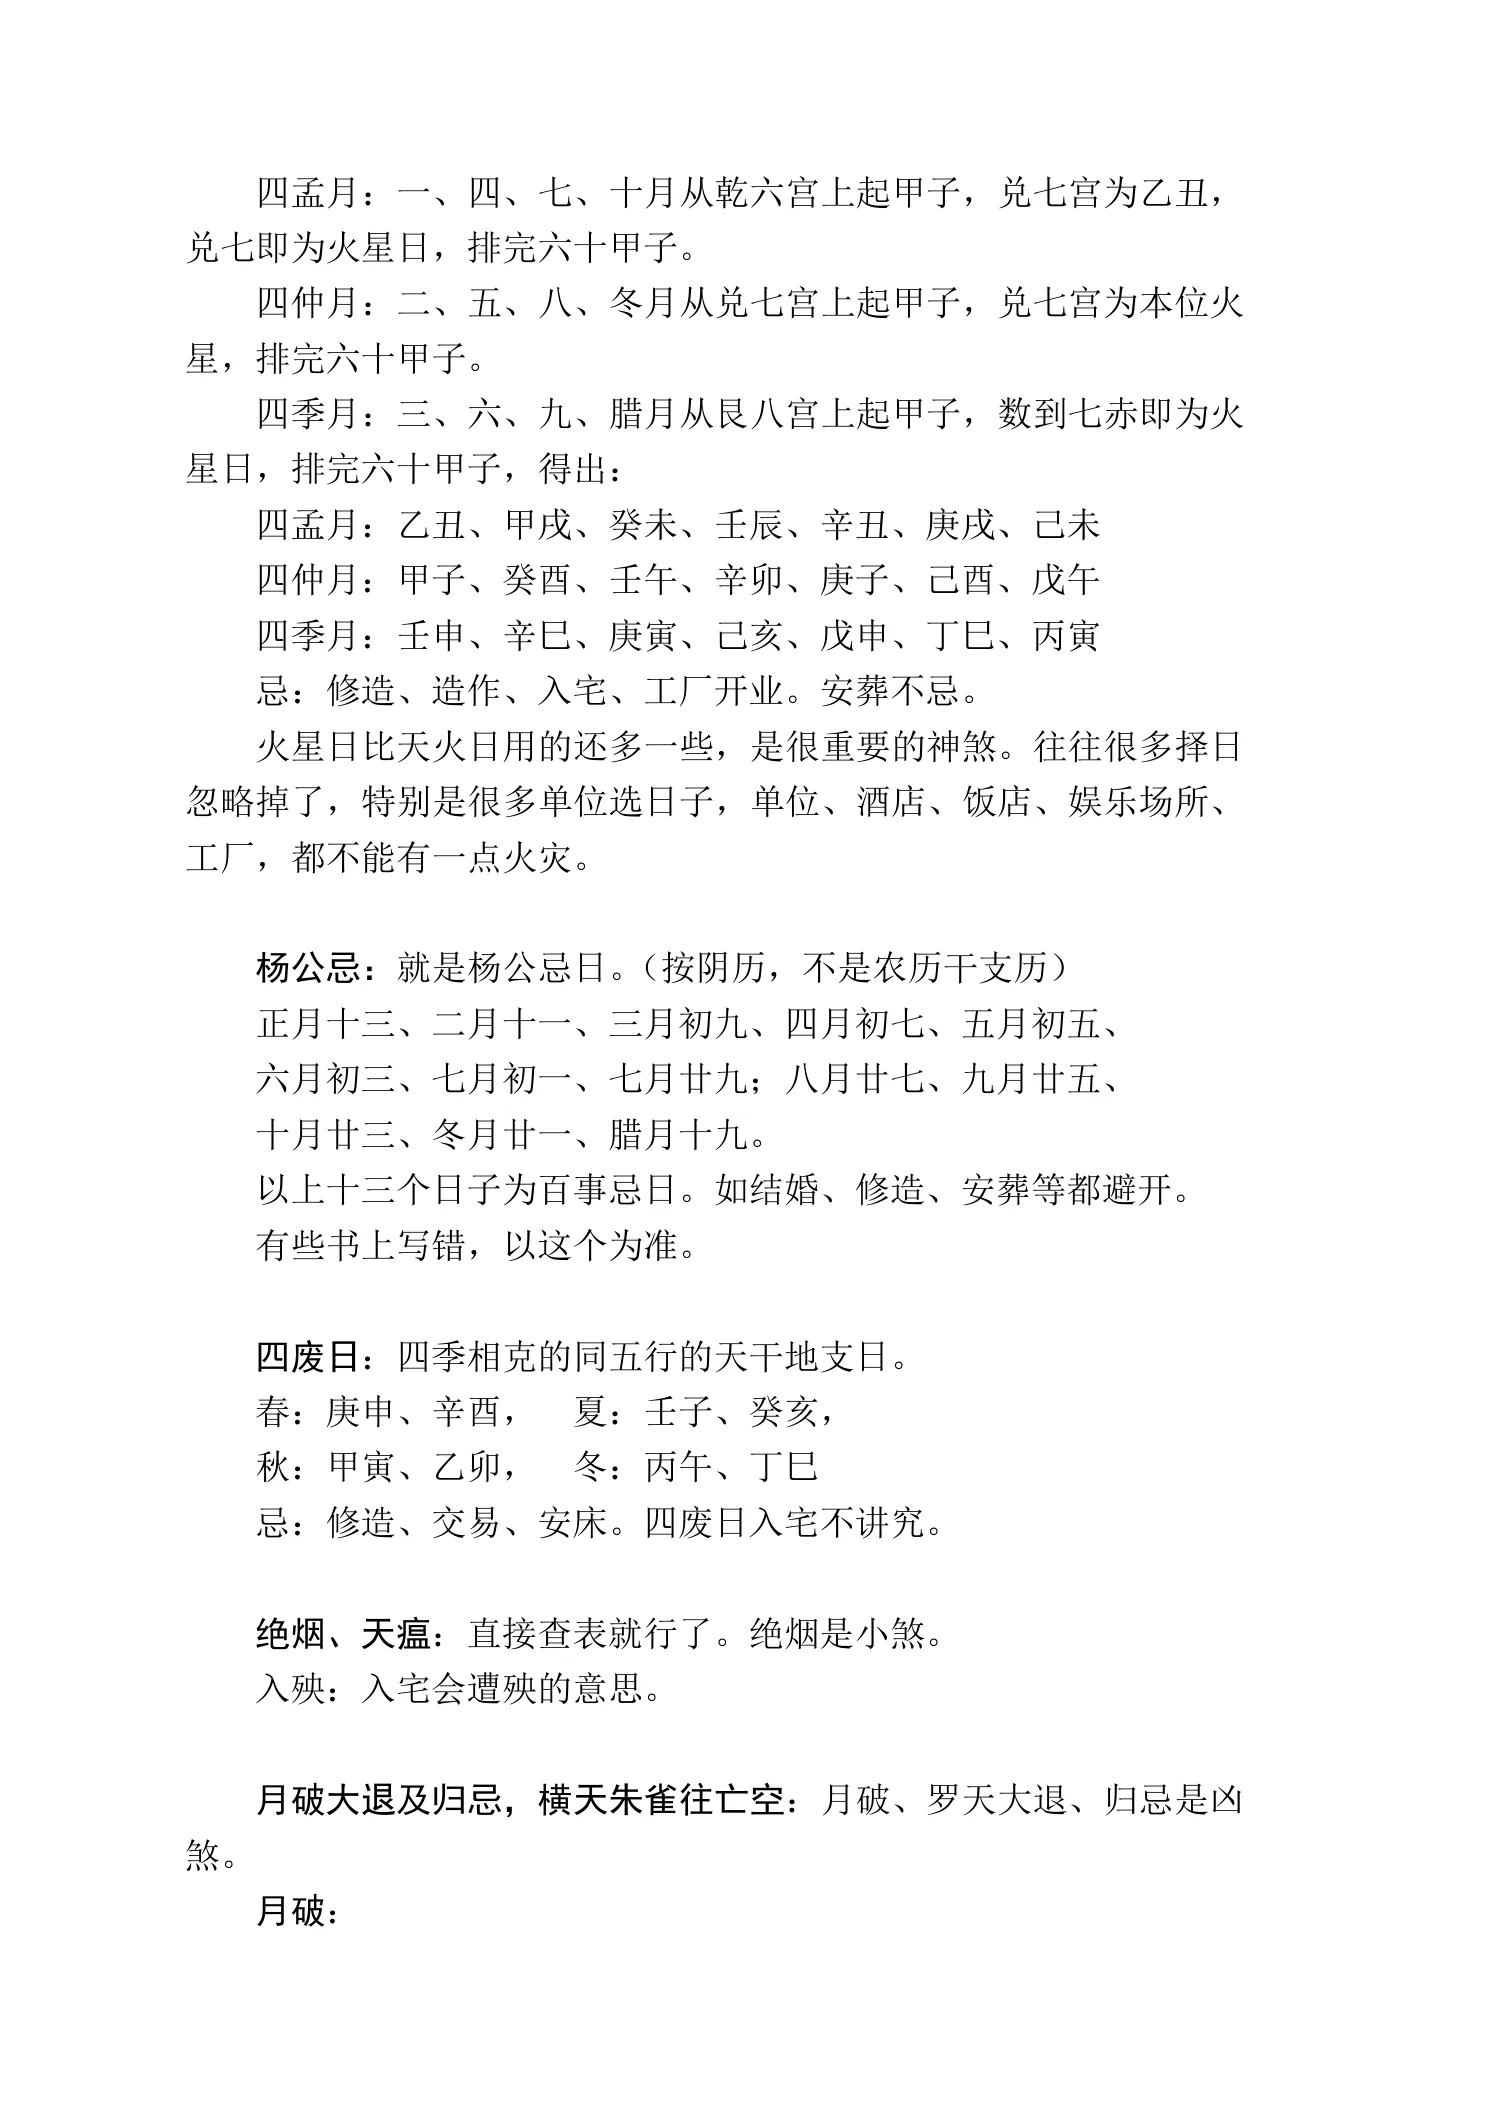 四孟月：一、四、七、十月从乾六宫上起甲子，兑七宫为乙丑，
兑七即为火星日，排完六十甲子。
四仲月：二、五、八、冬月从兑七宫上起甲子，兑七宫为本位火
星，排完六十甲子。
四季月：三、六、九、腊月从艮八宫上起甲子，数到七赤即为火
星日，排完六十甲子，得出：
四孟月：乙丑、甲戌、癸未、壬辰、辛丑、庚戌、己未
四仲月：甲子、癸酉、壬午、辛卯、庚子、己酉、戊午
四季月：壬申、辛巳、庚寅、己亥、戊申、丁巳、丙寅
忌：修造、造作、入宅、工厂开业。安葬不忌。
火星日比天火日用的还多一些，是很重要的神煞。往往很多择日
忽略掉了，特别是很多单位选日子，单位、酒店、饭店、娱乐场所、
工厂，都不能有一点火灾。
杨公忌：就是杨公忌日。（按阴历，不是农历干支历）
正月十三、二月十一、三月初九、四月初七、五月初五、
六月初三、七月初一、七月廿九；八月廿七、九月廿五、
十月廿三、冬月廿一、腊月十九。
以上十三个日子为百事忌日。如结婚、修造、安葬等都避开。
有些书上写错，以这个为准。
四废日：四季相克的同五行的天干地支日。
春：庚申、辛酉，　夏：壬子、癸亥，
秋：甲寅、乙卯，　冬：丙午、丁巳
忌：修造、交易、安床。四废日入宅不讲究。
绝烟、天瘟：直接查表就行了。绝烟是小煞。
入殃：入宅会遭殃的意思。
月破大退及归忌，横天朱雀往亡空：月破、罗天大退、归忌是凶
煞。
月破：